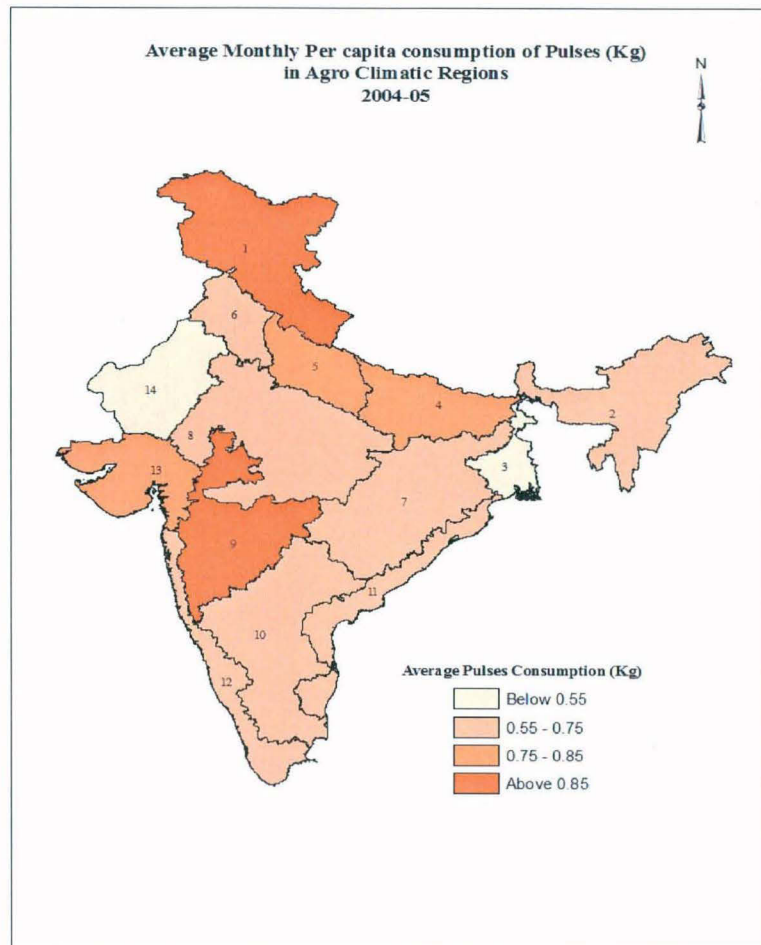 Average Monthly Per capita consumption of Pulses (Kg)
in Agro Climatic Regions
2004-05
N
1
6
5
14
4
2
8
13
3
7
9
11
10
12
Average Pulses Consumption (Kg)
Below 0.55
0.55 - 0.75
0.75 - 0.85
Above 0.85